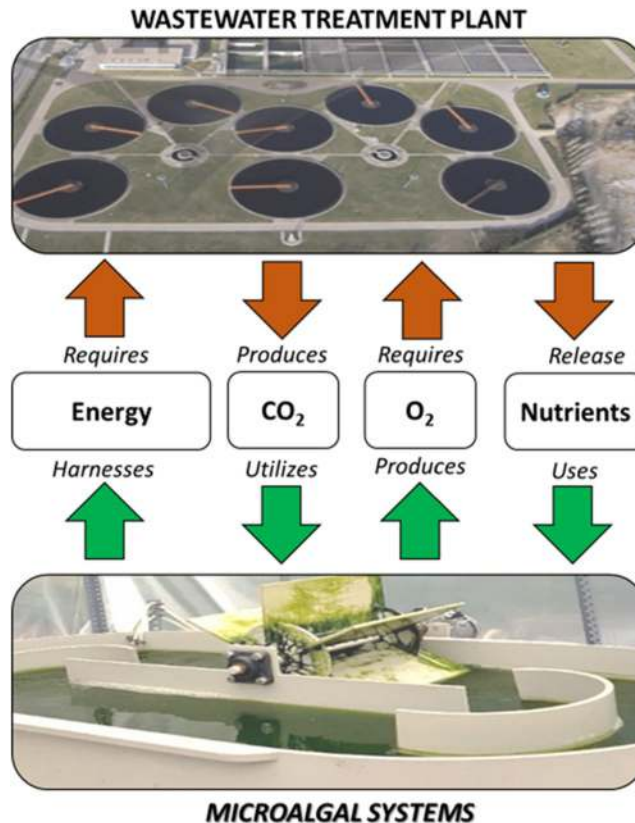 WASTEWATER TREATMENT PLANT
Requires Produces Requires Release
Energy CO₂ O₂ Nutrients
Harnesses Utilizes Produces Uses
MICROALGAL SYSTEMS